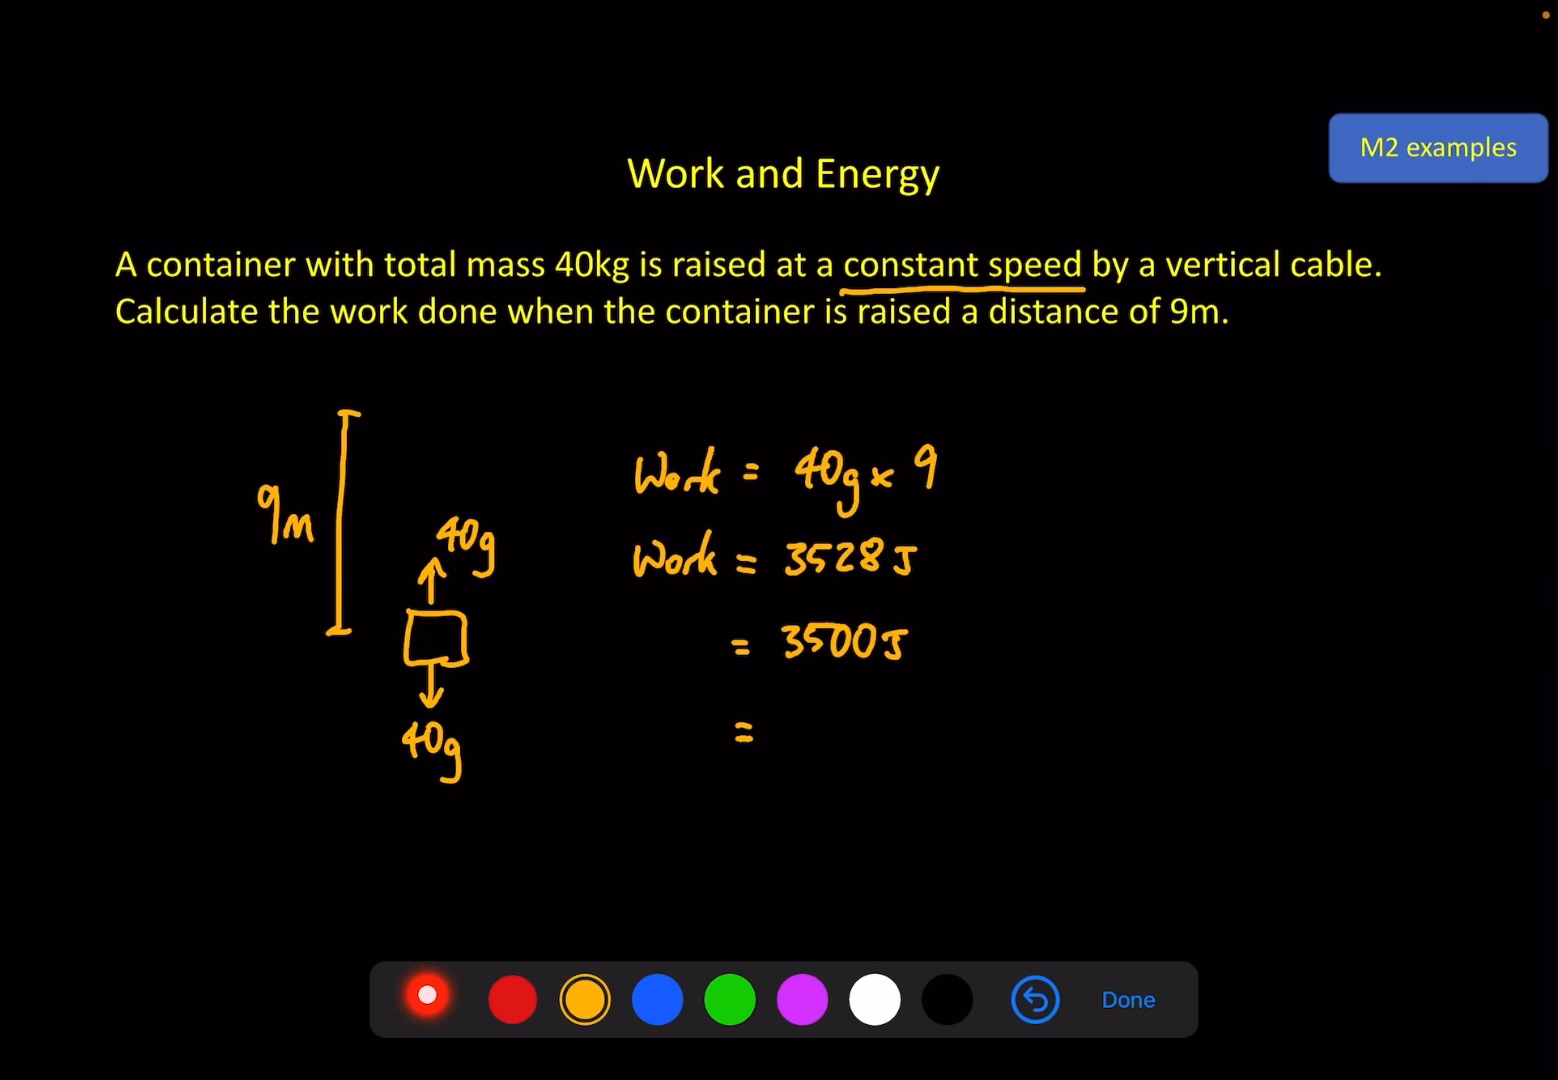 M2 examples
Work and Energy
A container with total mass 40kg is raised at a constant speed by a vertical cable.
Calculate the work done when the container is raised a distance of 9m.
9m
40g
40g
Work = 40g × 9
Work = 3528 J
= 3500 J
=
Done